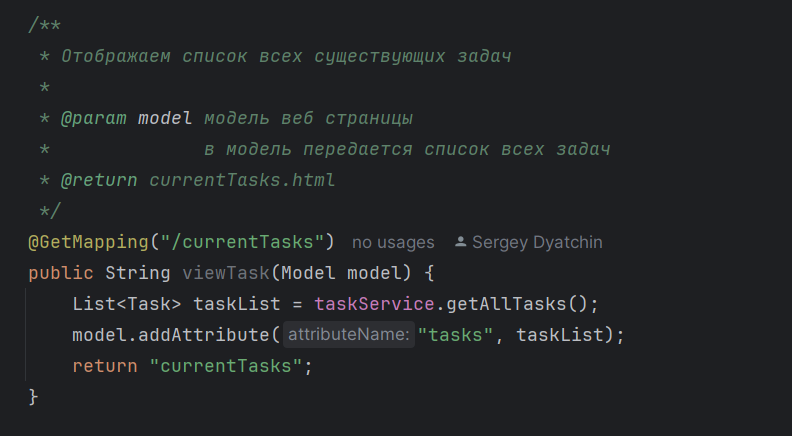 /**
 * Отображаем список всех существующих задач
 *
 * @param model модель веб страницы
 *              в модель передается список всех задач
 * @return currentTasks.html
 */
@GetMapping("/currentTasks") no usages Sergey Dyatchin
public String viewTask(Model model) {
    List<Task> taskList = taskService.getAllTasks();
    model.addAttribute( attributeName: "tasks", taskList);
    return "currentTasks";
}